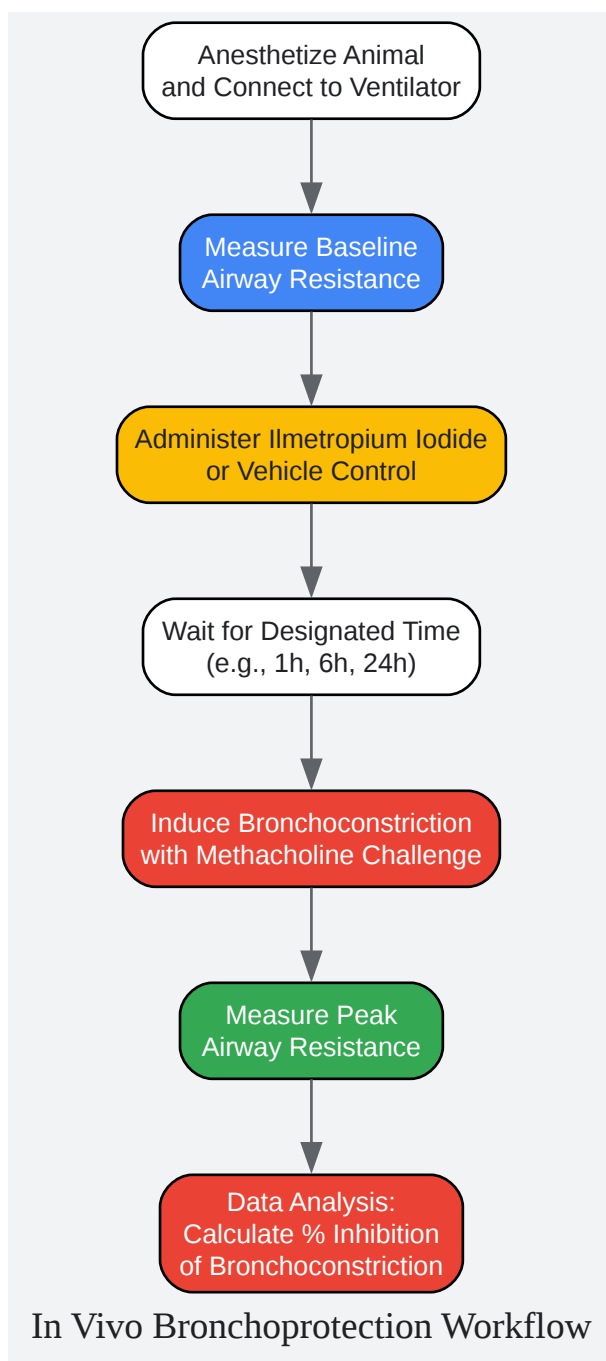 Anesthetize Animal
and Connect to Ventilator
Measure Baseline
Airway Resistance
Administer Ilmetropium Iodide
or Vehicle Control
Wait for Designated Time
(e.g., 1h, 6h, 24h)
Induce Bronchoconstriction
with Methacholine Challenge
Measure Peak
Airway Resistance
Data Analysis:
Calculate % Inhibition
of Bronchoconstriction
In Vivo Bronchoprotection Workflow